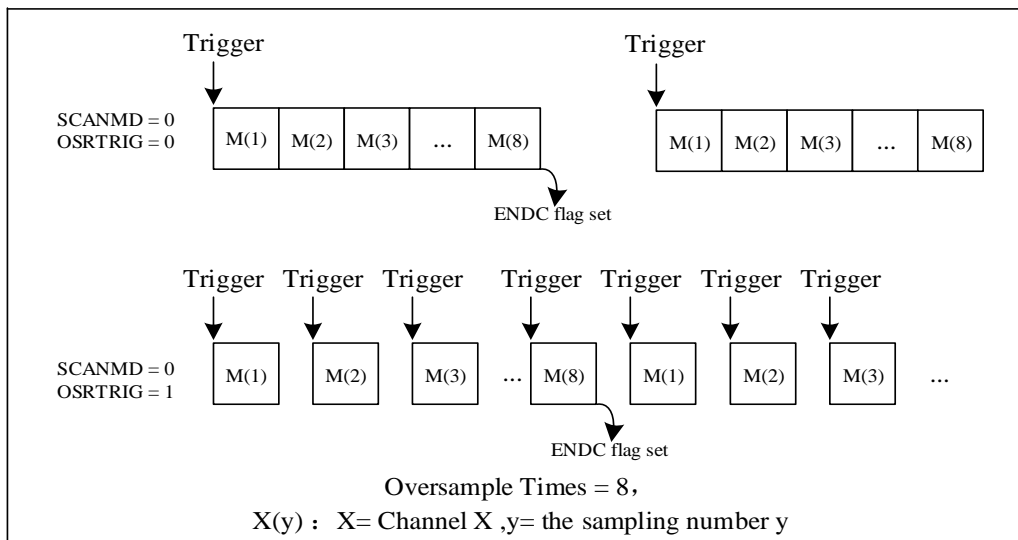 Trigger Trigger
SCANMD = 0
OSRTRIG = 0
M(1) M(2) M(3) ... M(8) M(1) M(2) M(3) ... M(8)
ENDC flag set
Trigger Trigger Trigger Trigger Trigger Trigger Trigger
SCANMD = 0
OSRTRIG = 1
M(1) M(2) M(3) ... M(8) M(1) M(2) M(3) ...
ENDC flag set
Oversample Times = 8,
X(y) : X= Channel X ,y= the sampling number y